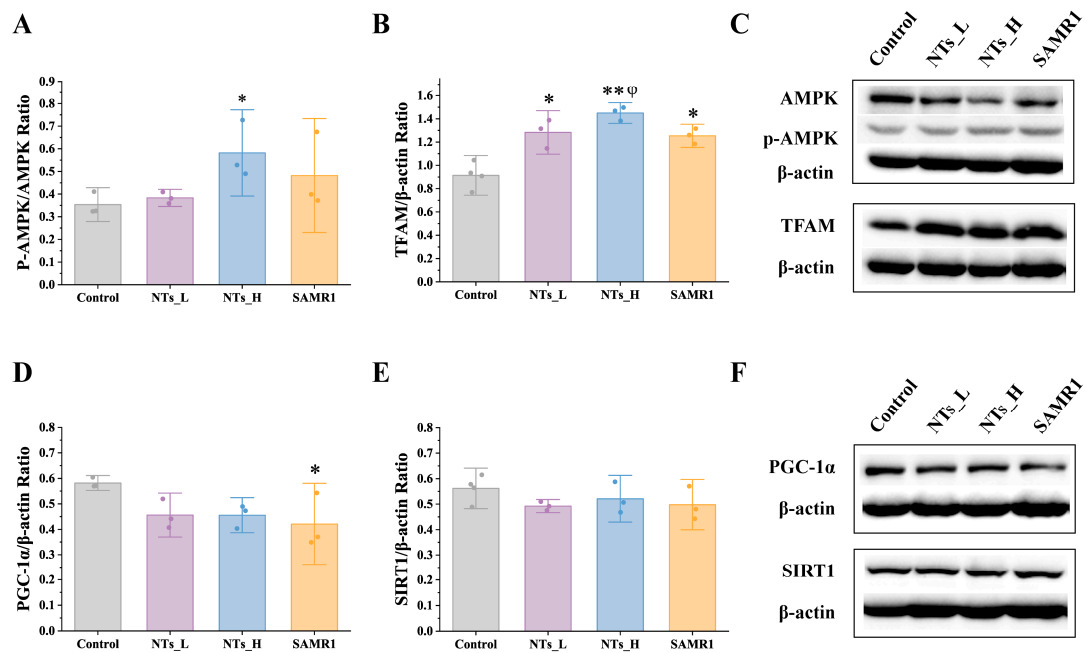 A
P-AMPK/AMPK Ratio
0.9
0.8
0.7
0.6
0.5
0.4
0.3
0.2
0.1
0.0
*
Control NTs_L NTs_H SAMR1
B
TFAM/β-actin Ratio
1.6
1.4
1.2
1.0
0.8
0.6
0.4
0.2
0.0
* **φ *
Control NTs_L NTs_H SAMR1
C
Control NTs_L NTs_H SAMR1
AMPK
p-AMPK
β-actin
TFAM
β-actin
D
PGC-1α/β-actin Ratio
0.8
0.7
0.6
0.5
0.4
0.3
0.2
0.1
0.0
*
Control NTs_L NTs_H SAMR1
E
SIRT1/β-actin Ratio
0.8
0.7
0.6
0.5
0.4
0.3
0.2
0.1
0.0
Control NTs_L NTs_H SAMR1
F
Control NTs_L NTs_H SAMR1
PGC-1α
β-actin
SIRT1
β-actin